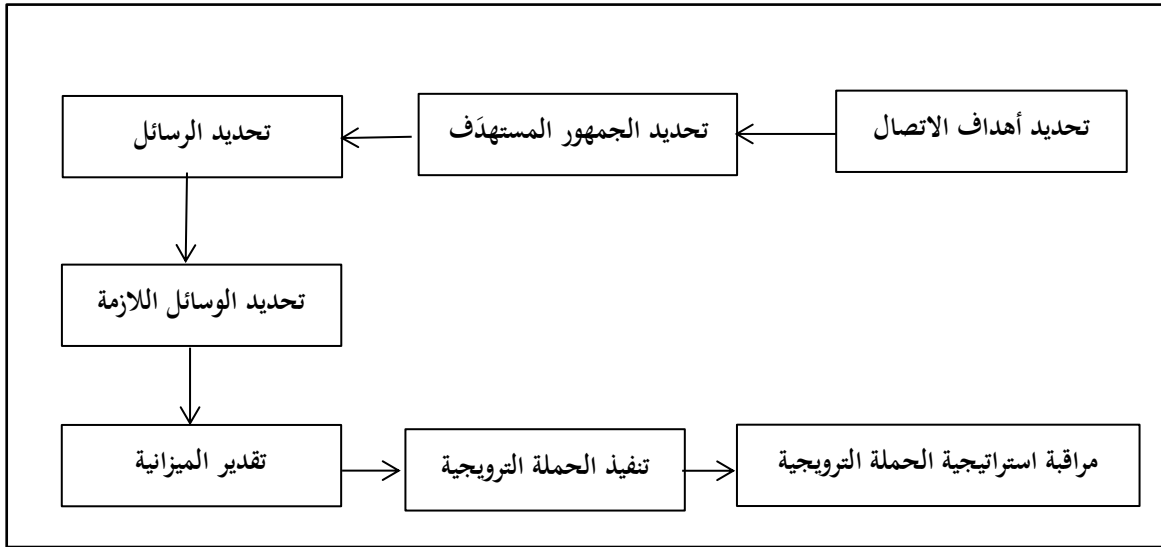 تحديد أهداف الاتصال
تحديد الجمهور المستهدَف
تحديد الرسائل
تحديد الوسائل اللازمة
تقدير الميزانية
تنفيذ الحملة الترويجية
مراقبة استراتيجية الحملة الترويجية